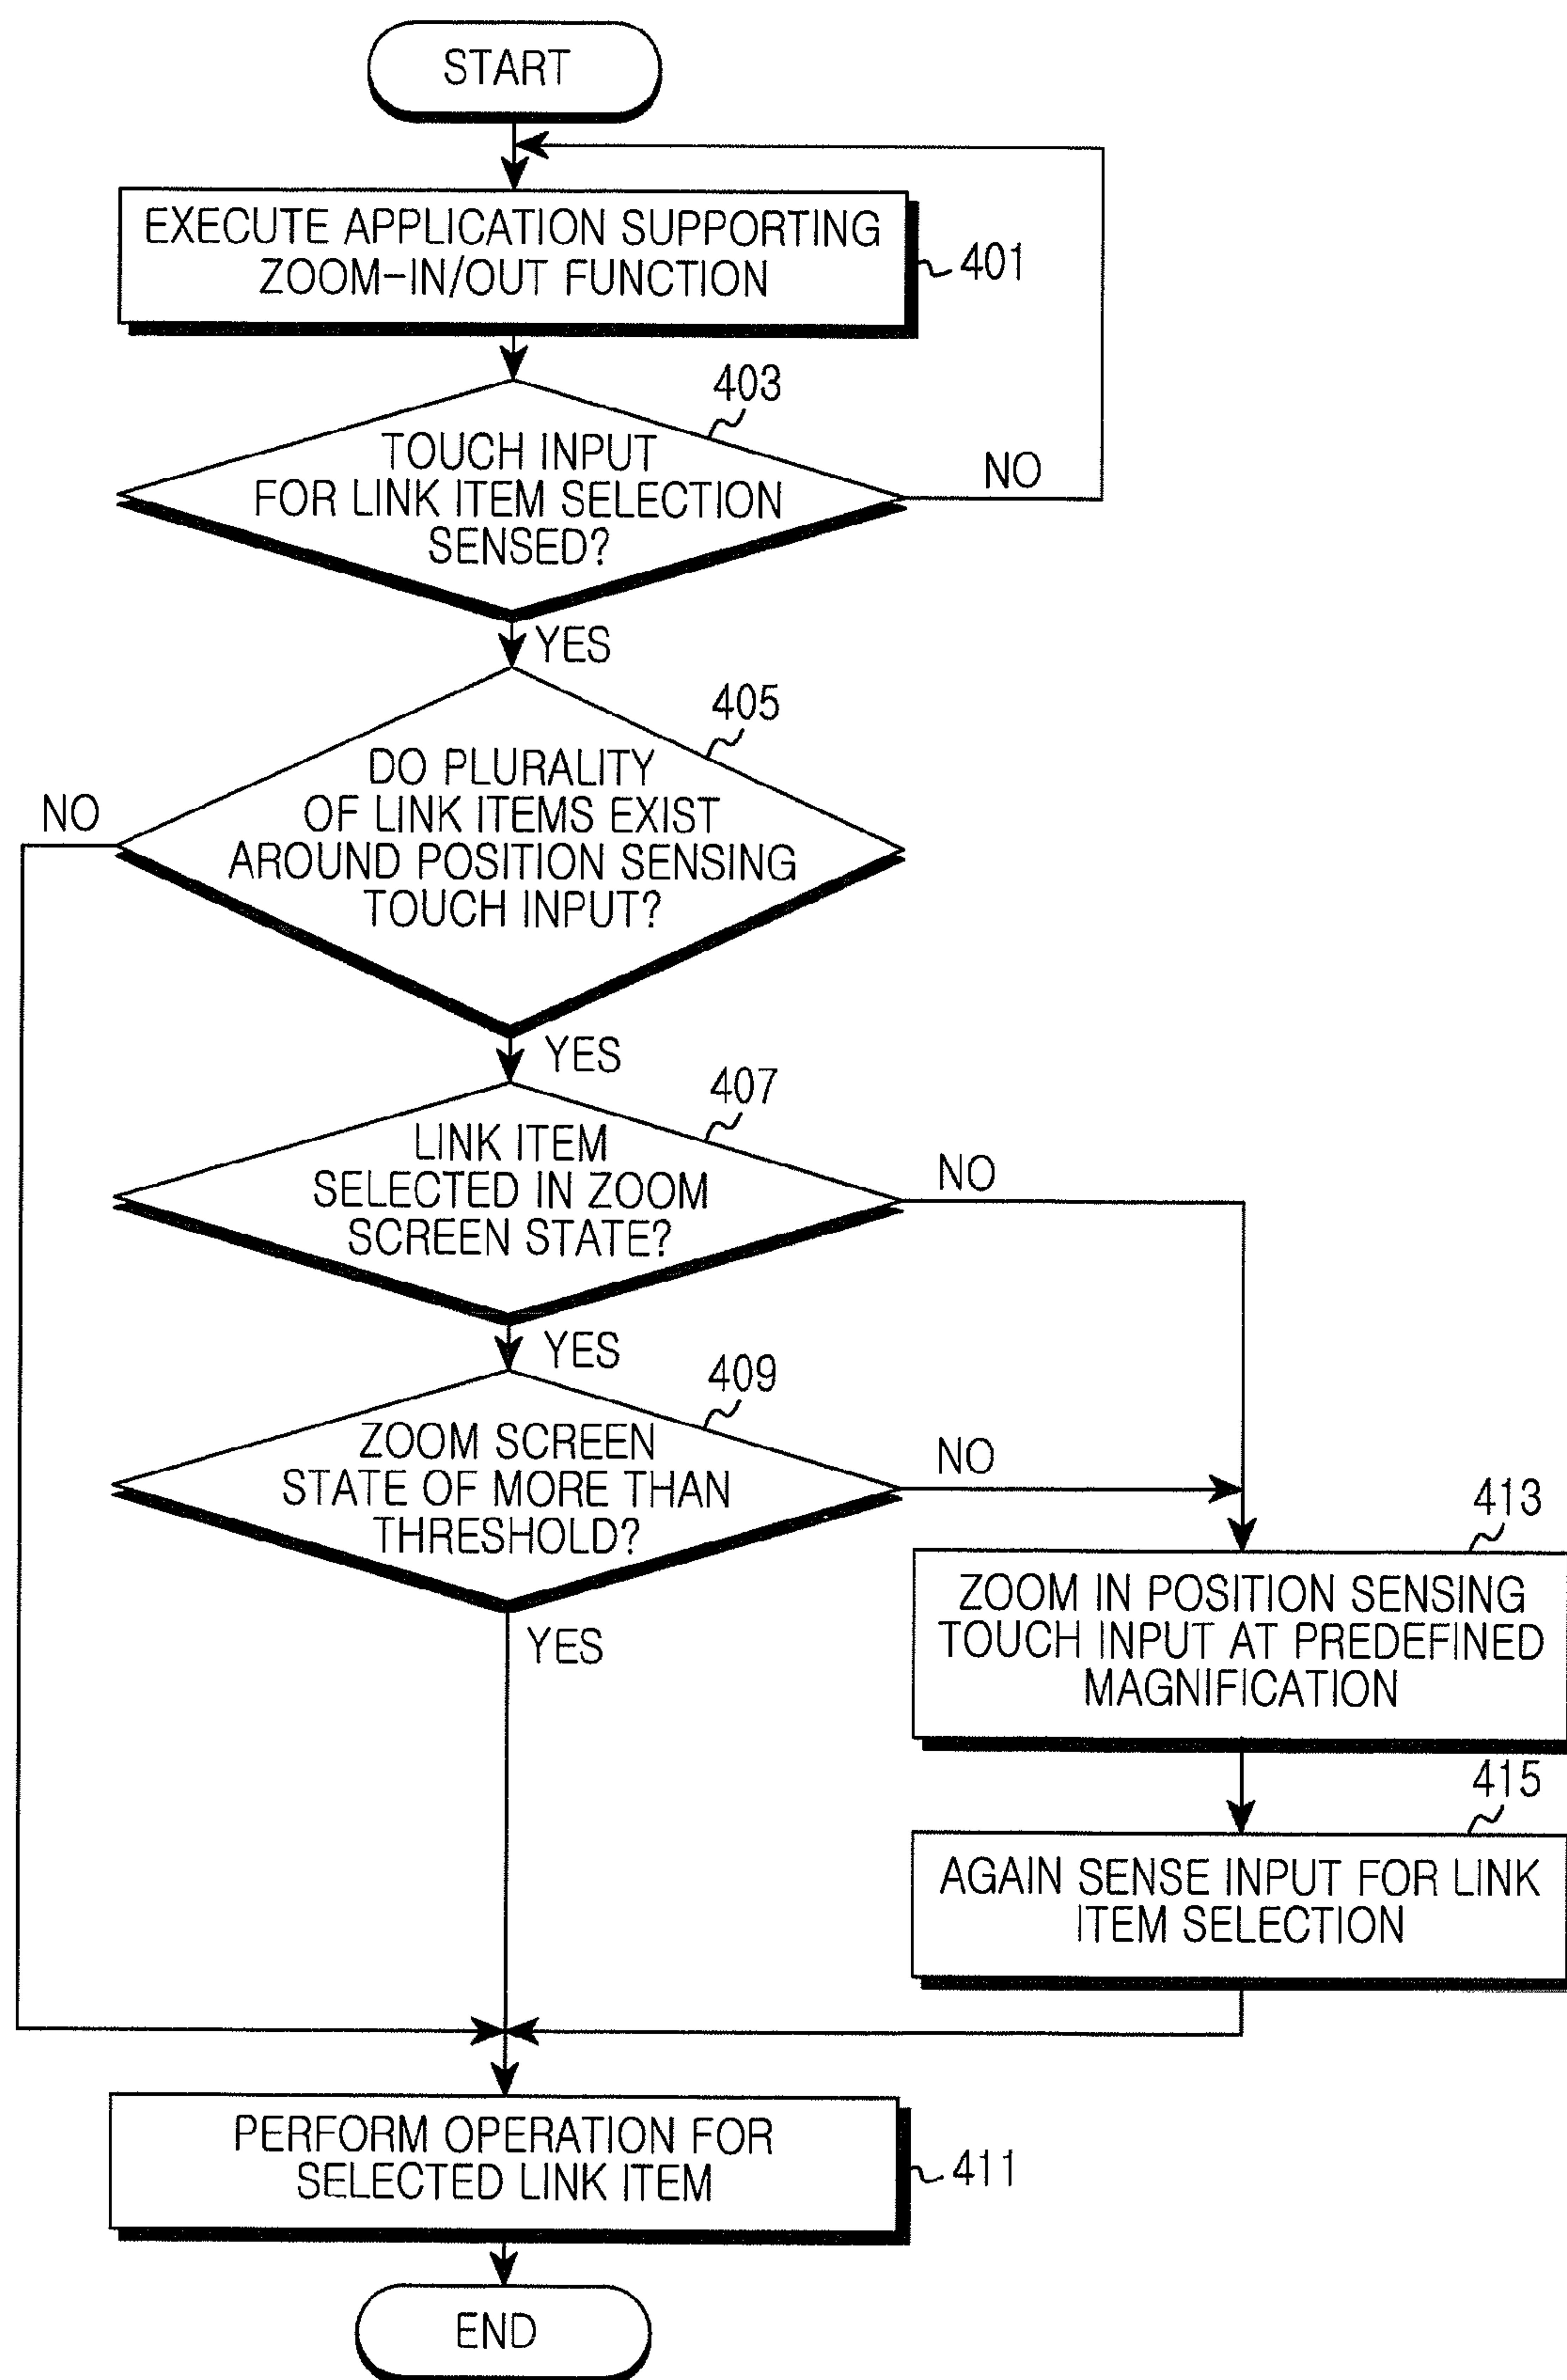 START
EXECUTE APPLICATION SUPPORTING
ZOOM-IN/OUT FUNCTION
401
403
TOUCH INPUT
FOR LINK ITEM SELECTION
SENSED?
NO
YES
405
DO PLURALITY
OF LINK ITEMS EXIST
AROUND POSITION SENSING
TOUCH INPUT?
NO
YES
407
LINK ITEM
SELECTED IN ZOOM
SCREEN STATE?
NO
YES
409
ZOOM SCREEN
STATE OF MORE THAN
THRESHOLD?
NO
YES
413
ZOOM IN POSITION SENSING
TOUCH INPUT AT PREDEFINED
MAGNIFICATION
415
AGAIN SENSE INPUT FOR LINK
ITEM SELECTION
PERFORM OPERATION FOR
SELECTED LINK ITEM
411
END